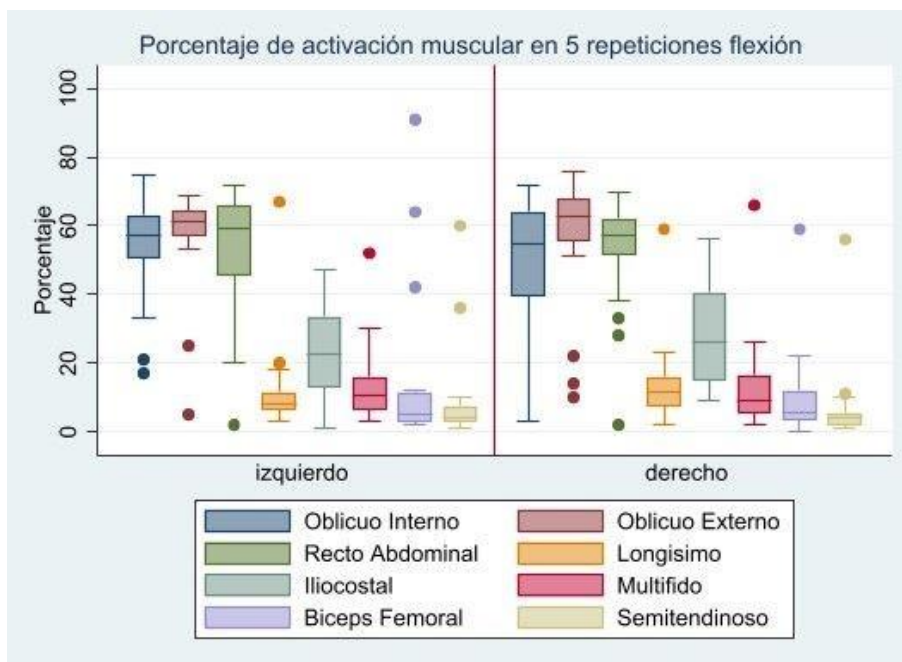 Porcentaje de activación muscular en 5 repeticiones flexión
Porcentaje
100
80
60
40
20
0
izquierdo
derecho
Oblicuo Interno
Oblicuo Externo
Recto Abdominal
Longisimo
Iliocostal
Multifido
Biceps Femoral
Semitendinoso